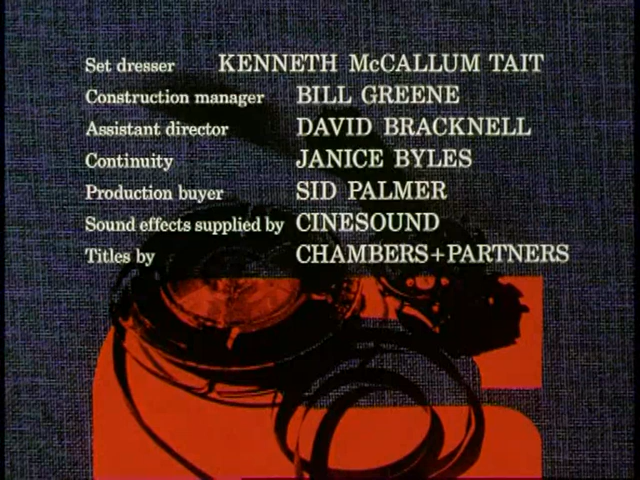 Set dresser KENNETH McCALLUM TAIT
Construction manager BILL GREENE
Assistant director DAVID BRACKNELL
Continuity JANICE BYLES
Production buyer SID PALMER
Sound effects supplied by CINESOUND
Titles by CHAMBERS+PARTNERS